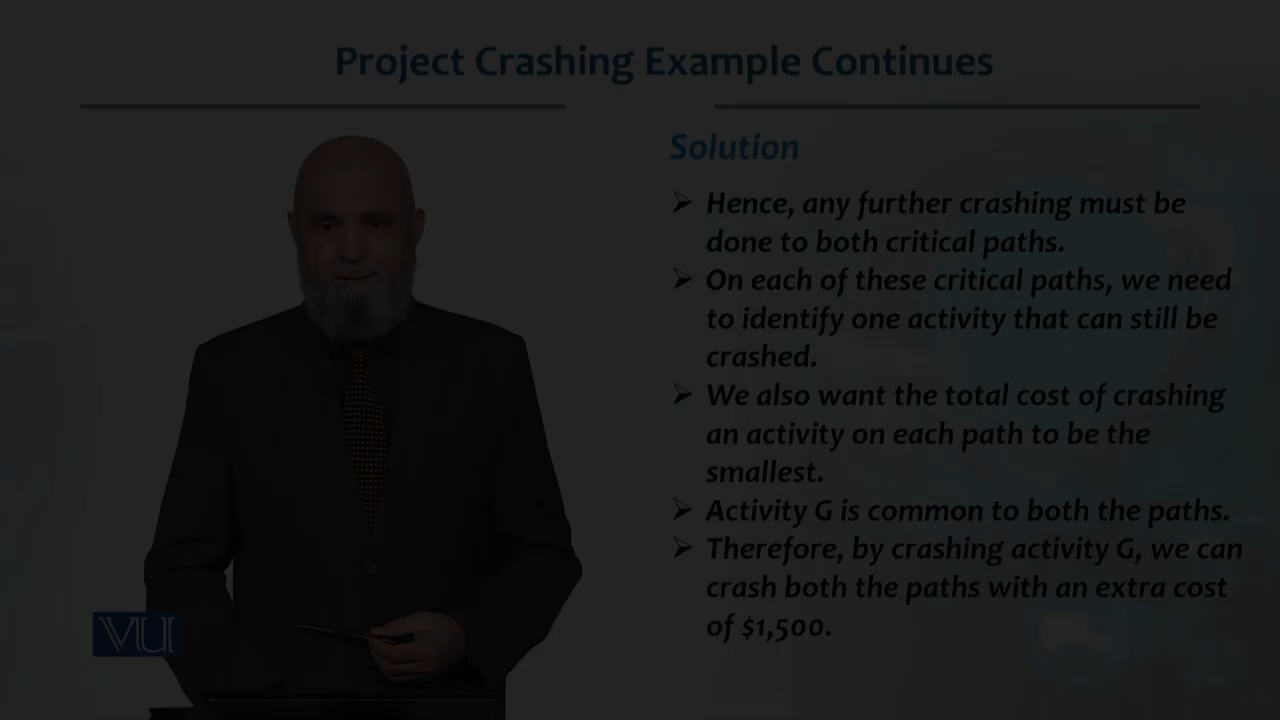 Project Crashing Example Continues
Solution
➢ Hence, any further crashing must be
done to both critical paths.
➢ On each of these critical paths, we need
to identify one activity that can still be
crashed.
➢ We also want the total cost of crashing
an activity on each path to be the
smallest.
➢ Activity G is common to both the paths.
➢ Therefore, by crashing activity G, we can
crash both the paths with an extra cost
of $1,500.
VU